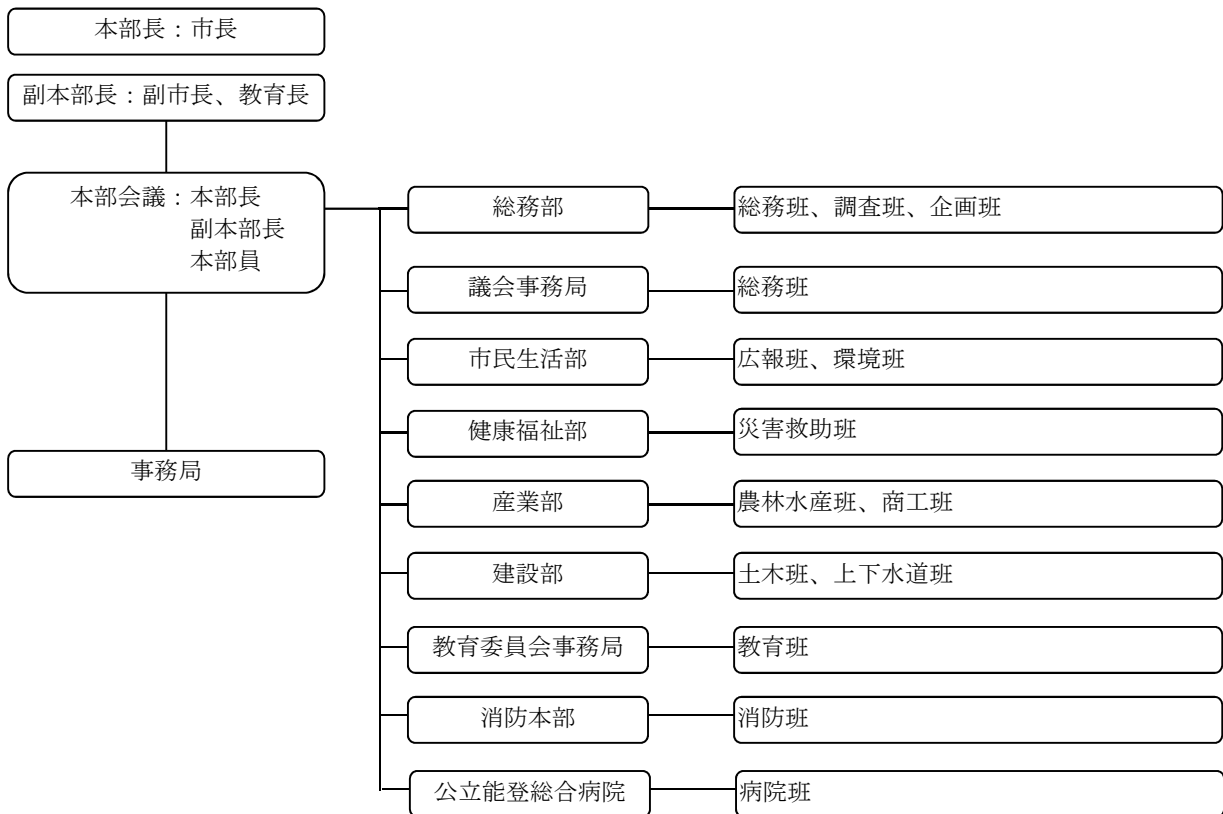 本部長：市長
副本部長：副市長、教育長
本部会議：本部長
副本部長
本部員
事務局
総務部
総務班、調査班、企画班
議会事務局
総務班
市民生活部
広報班、環境班
健康福祉部
災害救助班
産業部
農林水産班、商工班
建設部
土木班、上下水道班
教育委員会事務局
教育班
消防本部
消防班
公立能登総合病院
病院班